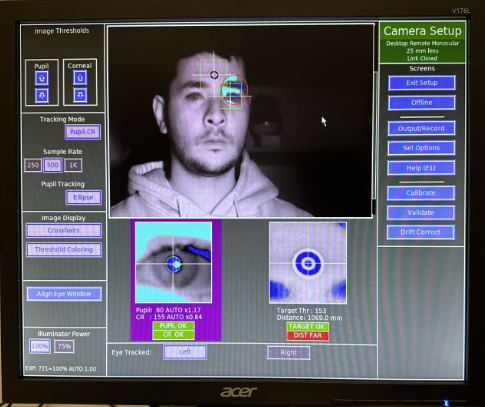 V176L
Image Thresholds
Pupil
Corneal
Tracking Mode
Pupil-CR
Sample Rate
250
500
1K
Pupil Tracking
Ellipse
Image Display
Crosshairs
Threshold Coloring
Align Eye Window
Illuminator Power
100%
75%
EXP: 721=100% AUTO 1.00
Pupil: 80 AUTO x1.17
CR : 155 AUTO x0.84
PUPIL OK
CR OK
Target Thr : 153
Distance: 1069.0 mm
TARGET OK
DIST FAR
Eye Tracked:
Left
Right
Camera Setup
Desktop Remote Monocular
25 mm lens
Link Closed
Screens
Exit Setup
Offline
Output/Record
Set Options
Help (F1)
Calibrate
Validate
Drift Correct
acer